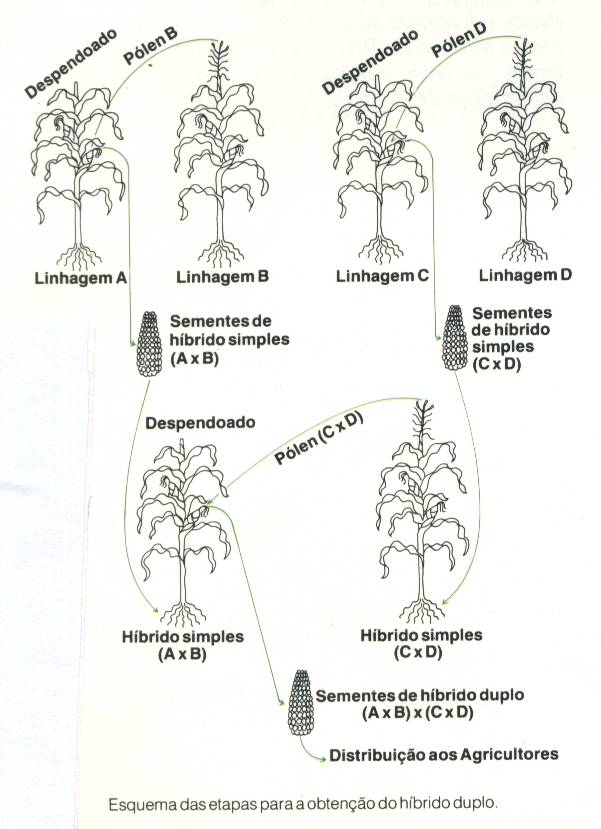 Despendoado
Pólen B
Despendoado
Pólen D
Linhagem A
Linhagem B
Linhagem C
Linhagem D
Sementes de
híbrido simples
(A x B)
Sementes
de híbrido
simples
(C x D)
Despendoado
Pólen (C x D)
Híbrido simples
(A x B)
Híbrido simples
(C x D)
Sementes de híbrido duplo
(A x B) x (C x D)
Distribuição aos Agricultores
Esquema das etapas para a obtenção do híbrido duplo.